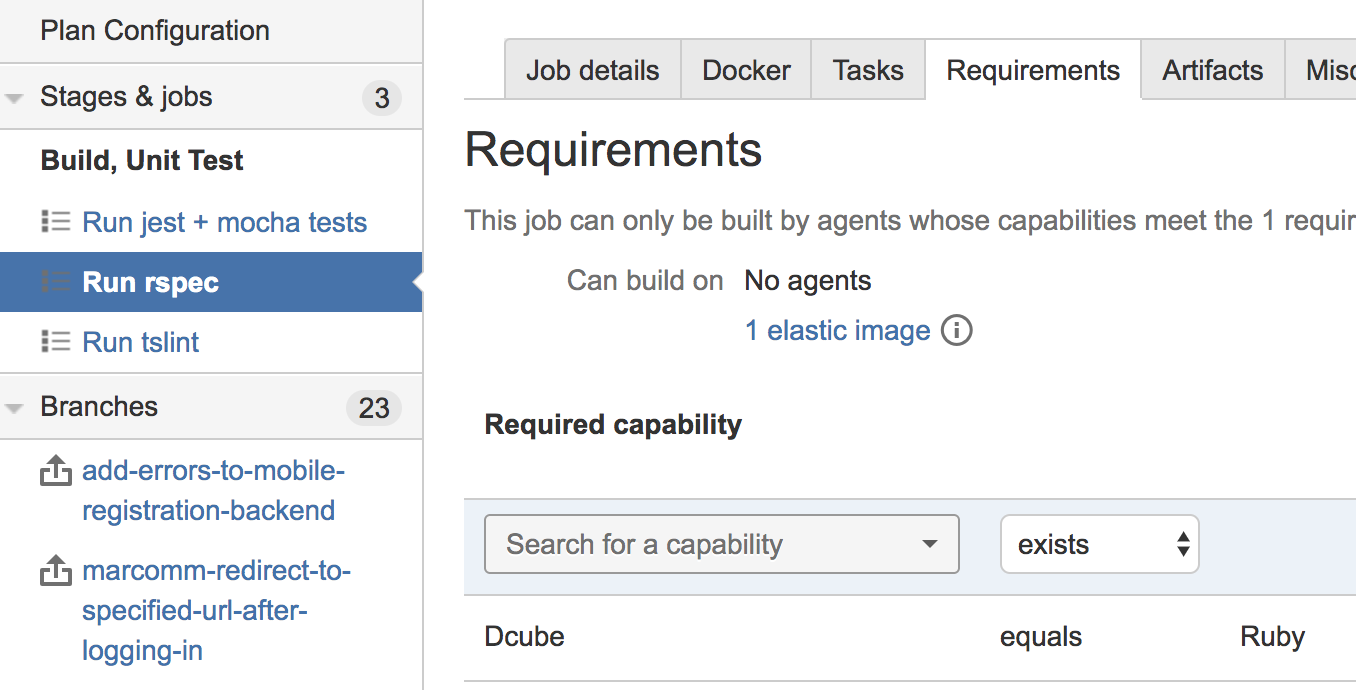 Plan Configuration
Stages & jobs 3
Build, Unit Test
Run jest + mocha tests
Run rspec
Run tslint
Branches 23
add-errors-to-mobile-
registration-backend
marcomm-redirect-to-
specified-url-after-
logging-in
Job details Docker Tasks Requirements Artifacts Misc
Requirements
This job can only be built by agents whose capabilities meet the 1 requir
Can build on No agents
1 elastic image
Required capability
Search for a capability exists
Dcube equals Ruby